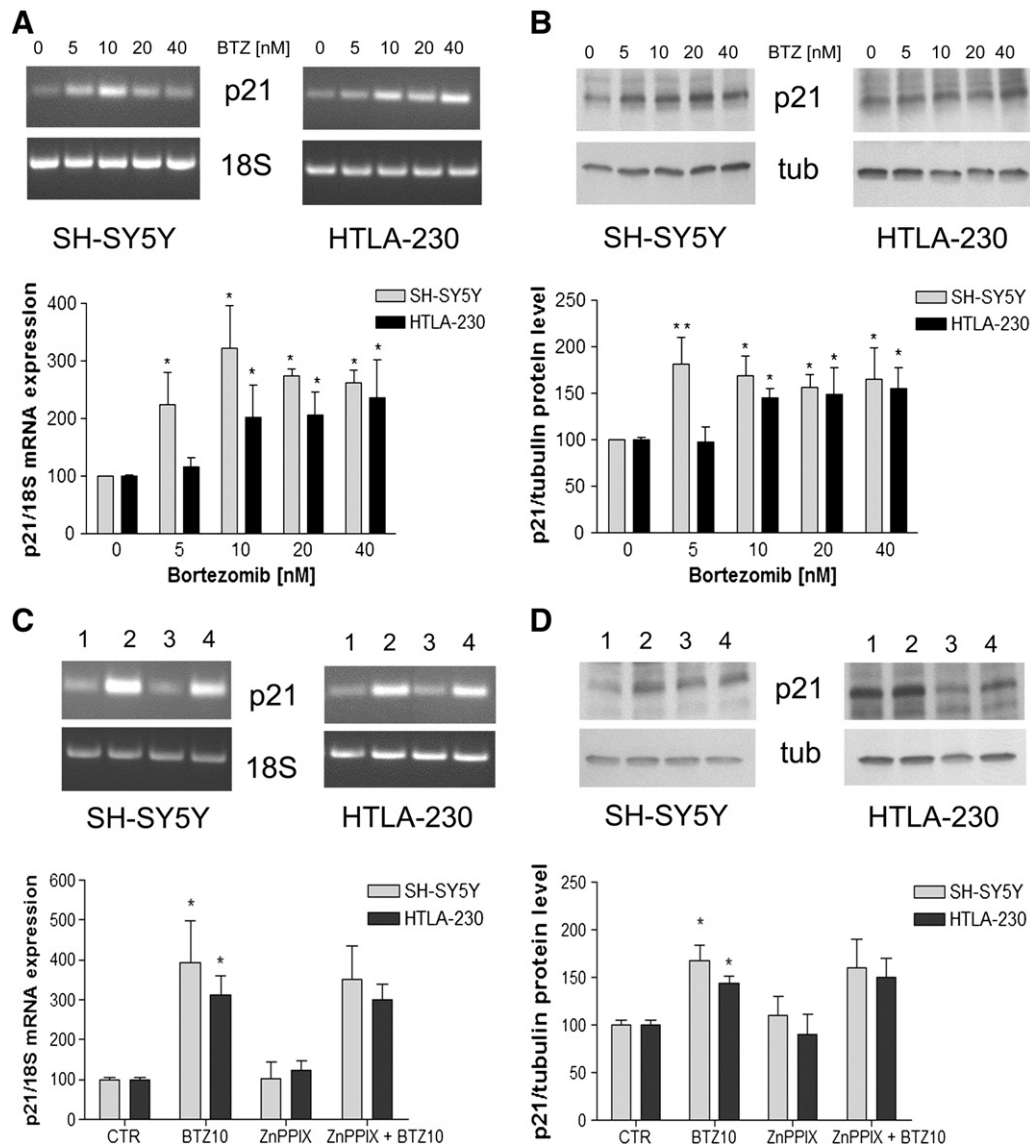 A
0 5 10 20 40 BTZ [nM] 0 5 10 20 40
p21
18S
SH-SY5Y HTLA-230
p21/18S mRNA expression
400
300
200
100
0
* * * * * * *
SH-SY5Y
HTLA-230
0 5 10 20 40
Bortezomib [nM]
B
0 5 10 20 40 BTZ [nM] 0 5 10 20 40
p21
tub
SH-SY5Y HTLA-230
p21/tubulin protein level
250
200
150
100
50
0
** * * * * * *
SH-SY5Y
HTLA-230
0 5 10 20 40
Bortezomib [nM]
C
1 2 3 4 1 2 3 4
p21
18S
SH-SY5Y HTLA-230
p21/18S mRNA expression
600
500
400
300
200
100
0
* *
SH-SY5Y
HTLA-230
CTR BTZ10 ZnPPIX ZnPPIX + BTZ10
D
1 2 3 4 1 2 3 4
p21
tub
SH-SY5Y HTLA-230
p21/tubulin protein level
250
200
150
100
50
0
* *
SH-SY5Y
HTLA-230
CTR BTZ10 ZnPPIX ZnPPIX + BTZ10